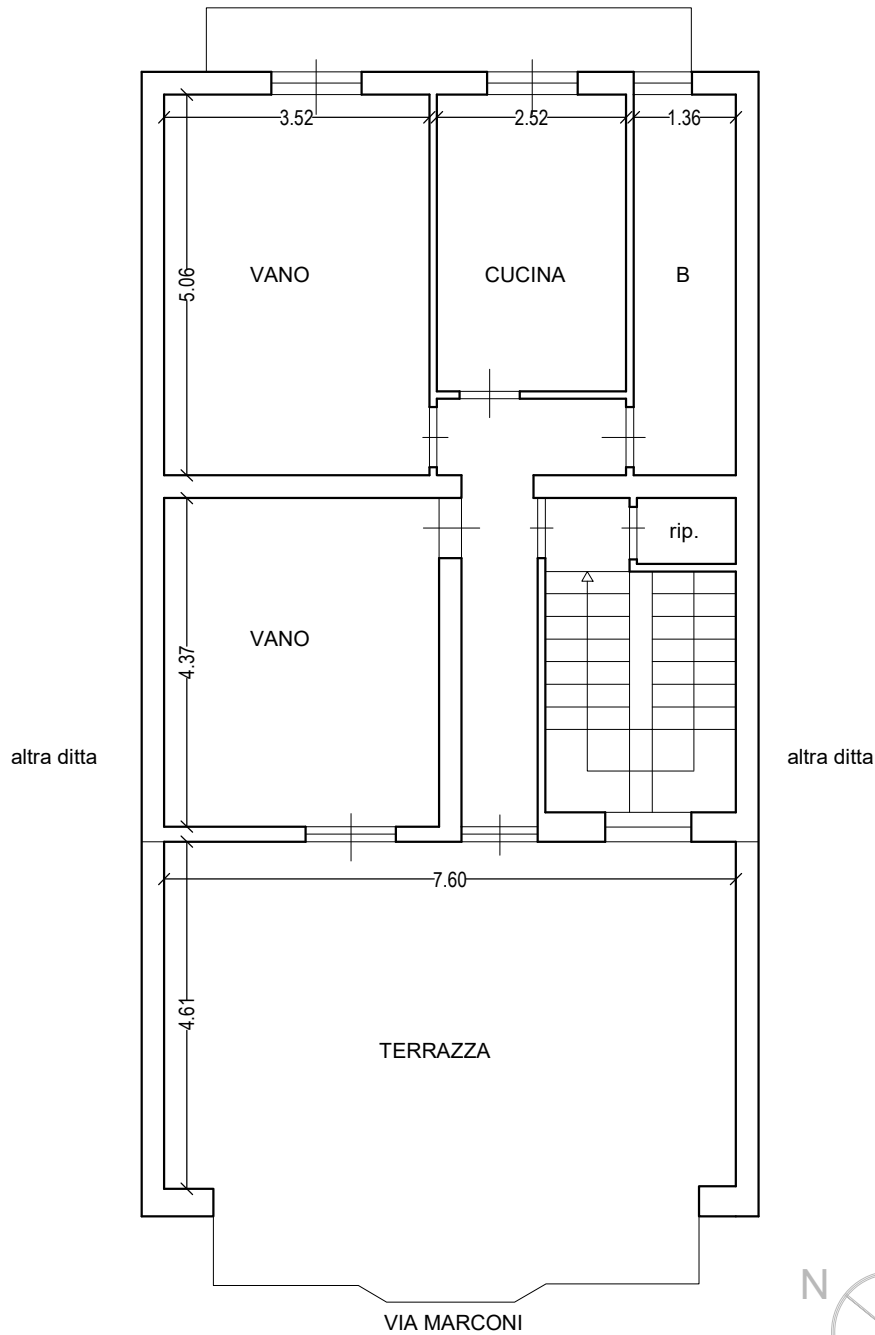 3.52
2.52
1.36
5.06
VANO
CUCINA
B
rip.
4.37
VANO
altra ditta
altra ditta
7.60
4.61
TERRAZZA
N
VIA MARCONI